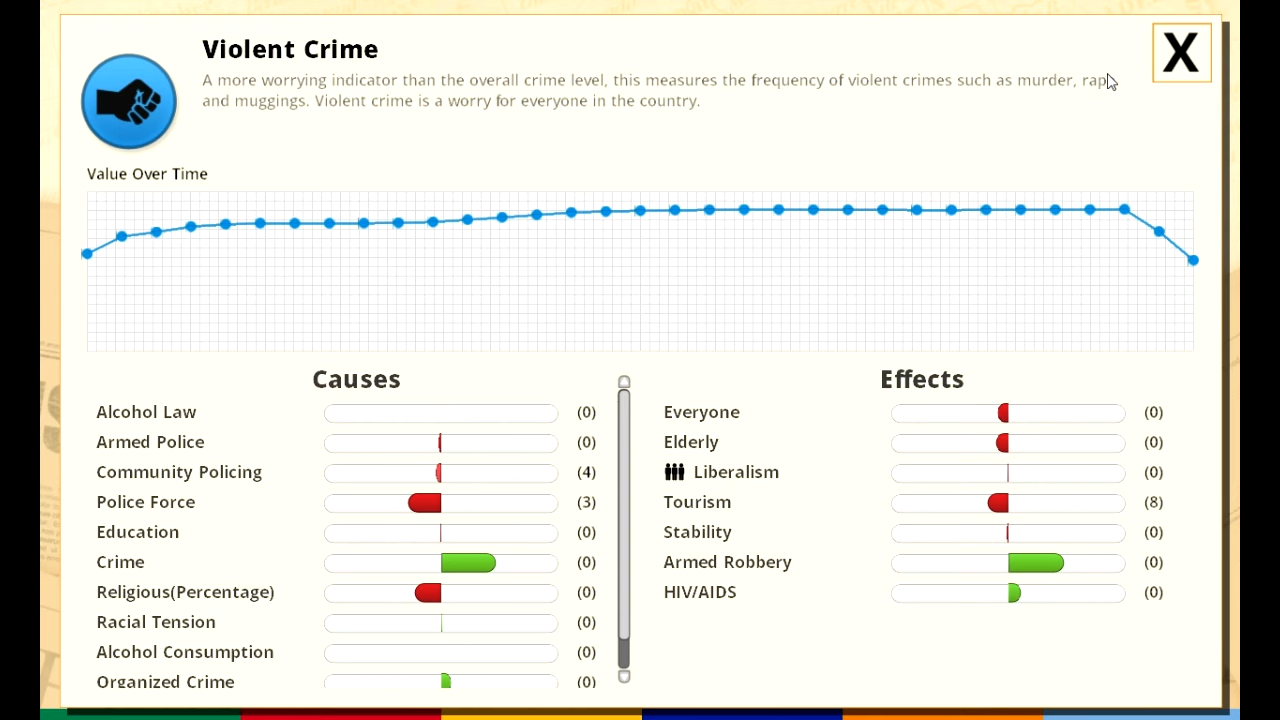 Violent Crime
X
A more worrying indicator than the overall crime level, this measures the frequency of violent crimes such as murder, rap
and muggings. Violent crime is a worry for everyone in the country.
Value Over Time
Causes
Alcohol Law (0)
Armed Police (0)
Community Policing (4)
Police Force (3)
Education (0)
Crime (0)
Religious(Percentage) (0)
Racial Tension (0)
Alcohol Consumption (0)
Organized Crime (0)
Effects
Everyone (0)
Elderly (0)
Liberalism (0)
Tourism (8)
Stability (0)
Armed Robbery (0)
HIV/AIDS (0)